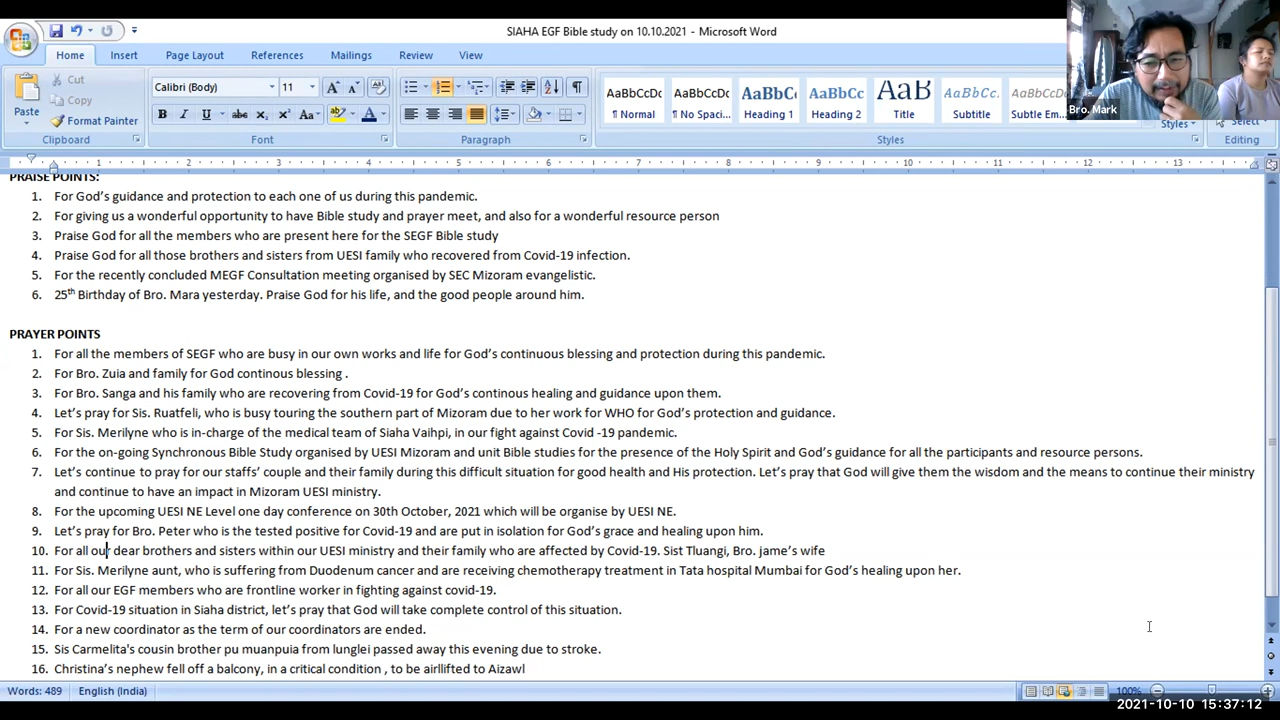 SIAHA EGF Bible study on 10.10.2021 - Microsoft Word
Home Insert Page Layout References Mailings Review View
Paste Cut Copy Format Painter Clipboard
Calibri (Body) 11 Font
Paragraph
AaBbCcDc AaBbCcDc AaBbCc AaBbCc AaB AaBbCc. AaBbCcDc
¶ Normal ¶ No Spaci... Heading 1 Heading 2 Title Subtitle Subtle Em...
Styles Styles Select Editing
Bro. Mark
1 2 3 4 5 6 7 8 9 10 11 12 13
PRAISE POINTS:
1. For God’s guidance and protection to each one of us during this pandemic.
2. For giving us a wonderful opportunity to have Bible study and prayer meet, and also for a wonderful resource person
3. Praise God for all the members who are present here for the SEGF Bible study
4. Praise God for all those brothers and sisters from UESI family who recovered from Covid-19 infection.
5. For the recently concluded MEGF Consultation meeting organised by SEC Mizoram evangelistic.
6. 25th Birthday of Bro. Mara yesterday. Praise God for his life, and the good people around him.
PRAYER POINTS
1. For all the members of SEGF who are busy in our own works and life for God’s continuous blessing and protection during this pandemic.
2. For Bro. Zuia and family for God continous blessing .
3. For Bro. Sanga and his family who are recovering from Covid-19 for God’s continous healing and guidance upon them.
4. Let’s pray for Sis. Ruatfeli, who is busy touring the southern part of Mizoram due to her work for WHO for God’s protection and guidance.
5. For Sis. Merilyne who is in-charge of the medical team of Siaha Vaihpi, in our fight against Covid -19 pandemic.
6. For the on-going Synchronous Bible Study organised by UESI Mizoram and unit Bible studies for the presence of the Holy Spirit and God’s guidance for all the participants and resource persons.
7. Let’s continue to pray for our staffs’ couple and their family during this difficult situation for good health and His protection. Let’s pray that God will give them the wisdom and the means to continue their ministry
and continue to have an impact in Mizoram UESI ministry.
8. For the upcoming UESI NE Level one day conference on 30th October, 2021 which will be organise by UESI NE.
9. Let’s pray for Bro. Peter who is the tested positive for Covid-19 and are put in isolation for God’s grace and healing upon him.
10. For all our dear brothers and sisters within our UESI ministry and their family who are affected by Covid-19. Sist Tluangi, Bro. jame’s wife
11. For Sis. Merilyne aunt, who is suffering from Duodenum cancer and are receiving chemotherapy treatment in Tata hospital Mumbai for God’s healing upon her.
12. For all our EGF members who are frontline worker in fighting against covid-19.
13. For Covid-19 situation in Siaha district, let’s pray that God will take complete control of this situation.
14. For a new coordinator as the term of our coordinators are ended.
15. Sis Carmelita's cousin brother pu muanpuia from lunglei passed away this evening due to stroke.
16. Christina’s nephew fell off a balcony, in a critical condition , to be airllifted to Aizawl
Words: 489 English (India) 100%
2021-10-10 15:37:12